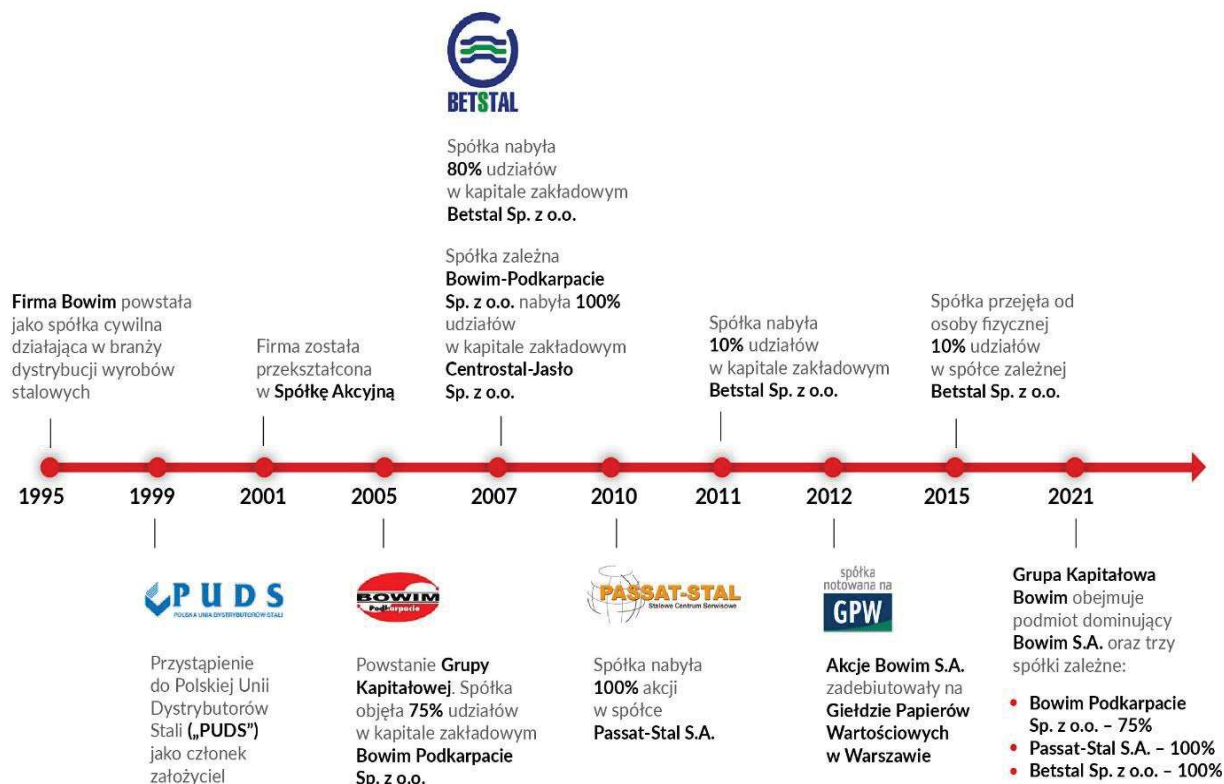 BETSTAL
Spółka nabyła
80% udziałów
w kapitale zakładowym
Betstal Sp. z o.o.
Spółka zależna
Bowim-Podkarpacie
Sp. z o.o. nabyła 100%
udziałów
w kapitale zakładowym
Centrostal-Jasło
Sp. z o.o.
Firma Bowim powstała
jako spółka cywilna
działająca w branży
dystrybucji wyrobów
stalowych
Firma została
przekształcona
w Spółkę Akcyjną
Spółka nabyła
10% udziałów
w kapitale zakładowym
Betstal Sp. z o.o.
Spółka przejęła od
osoby fizycznej
10% udziałów
w spółce zależnej
Betstal Sp. z o.o.
1995 1999 2001 2005 2007 2010 2011 2012 2015 2021
PUDS
POLSKA UNIA DYSTRYBUTORÓW STALI
Przystąpienie
do Polskiej Unii
Dystrybutorów
Stali („PUDS”)
jako członek
założyciel
BOWIM
Podkarpacie
Powstanie Grupy
Kapitałowej. Spółka
objęła 75% udziałów
w kapitale zakładowym
Bowim Podkarpacie
Sp. z o.o.
PASSAT-STAL
Stalowe Centrum Serwisowe
Spółka nabyła
100% akcji
w spółce
Passat-Stal S.A.
spółka
notowana na
GPW
Akcje Bowim S.A.
zadebiutowały na
Giełdzie Papierów
Wartościowych
w Warszawie
Grupa Kapitałowa
Bowim obejmuje
podmiot dominujący
Bowim S.A. oraz trzy
spółki zależne:
• Bowim Podkarpacie
Sp. z o.o. – 75%
• Passat-Stal S.A. – 100%
• Betstal Sp. z o.o. – 100%